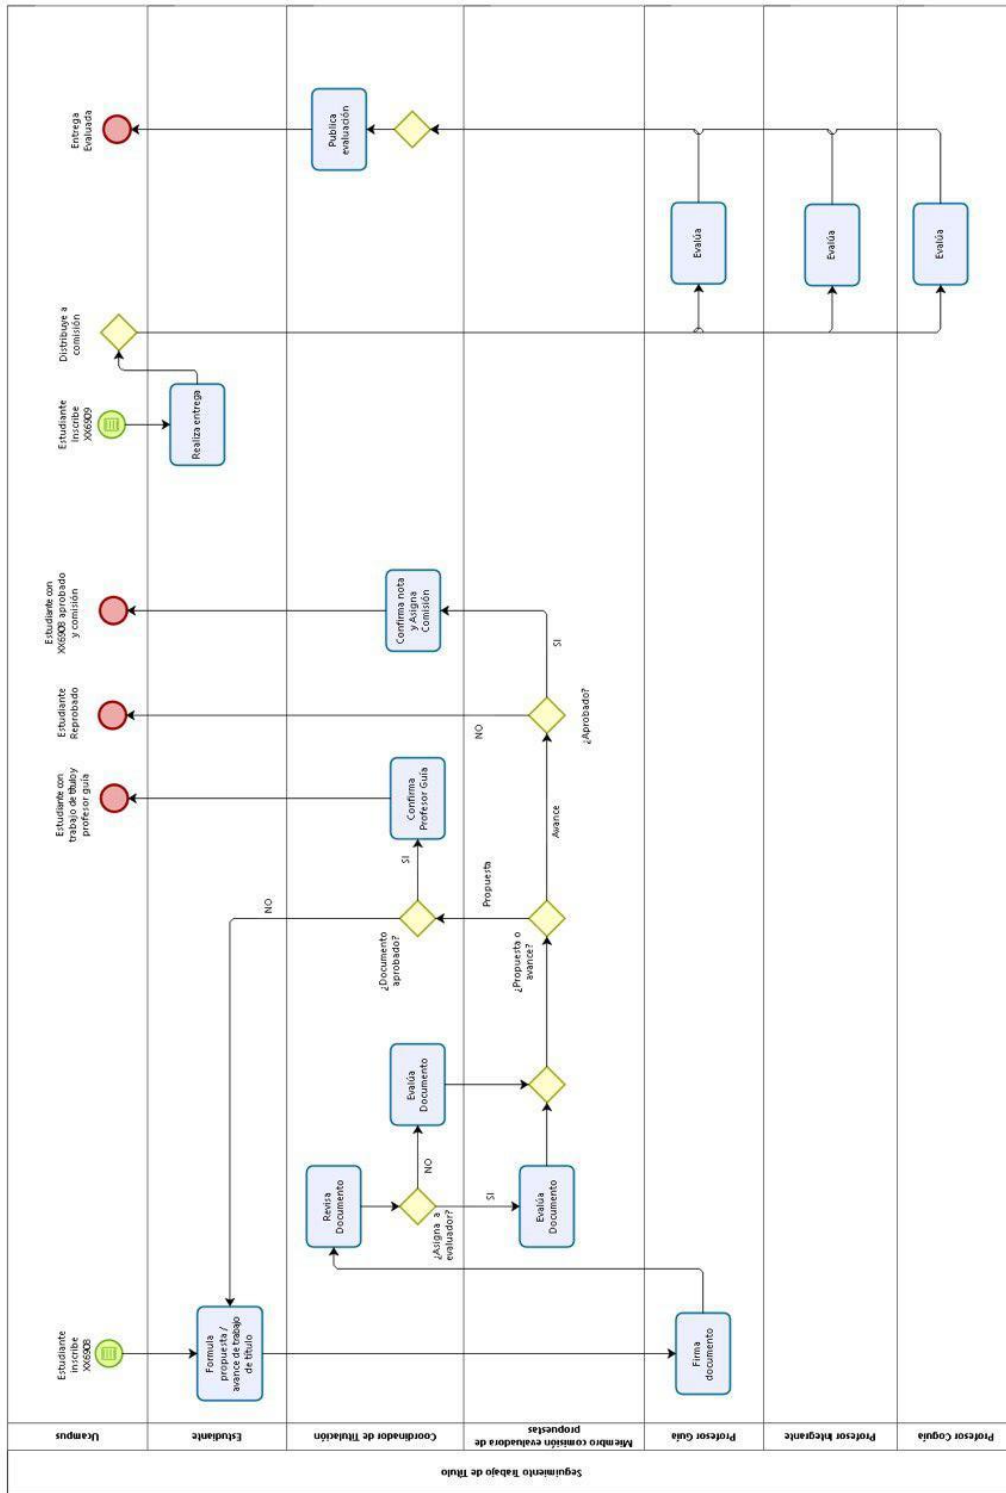 Seguimiento Trabajo de Título
Ucampus
Estudiante
Coordinador de Titulación
Miembro comisión evaluadora de
propuestas
Profesor Guía
Profesor Integrante
Profesor Coguía
Estudiante
inscribe
XX6908
Formula
propuesta /
avance de trabajo
de título
Firma
documento
Revisa
Documento
¿Asigna a
evaluador?
NO
SI
Evalúa
Documento
Evalúa
Documento
¿Propuesta o
avance?
Propuesta
Avance
¿Documento
aprobado?
NO
SI
Confirma
Profesor Guía
Estudiante con
trabajo de título y
profesor guía
¿Aprobado?
NO
SI
Estudiante
Reprobado
Confirma nota
y Asigna
Comisión
Estudiante con
XX6908 aprobado
y comisión
Estudiante
Inscribe
XX6909
Realiza entrega
Distribuye a
comisión
Evalúa
Evalúa
Evalúa
Publica
evaluación
Entrega
Evaluada